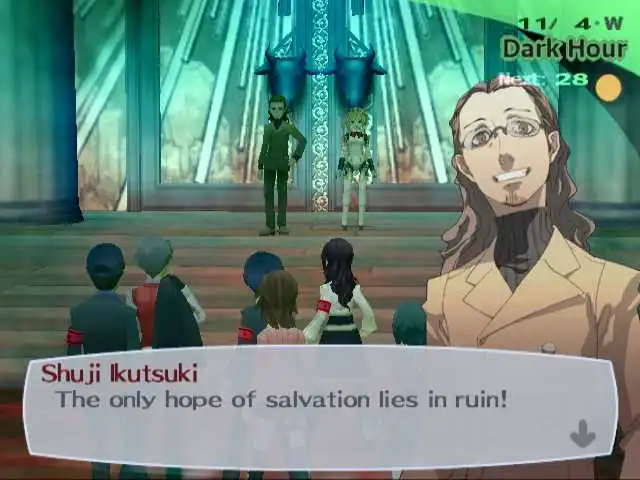 11/ 4・W
Dark Hour
Next: 28
Shuji Ikutsuki
The only hope of salvation lies in ruin!